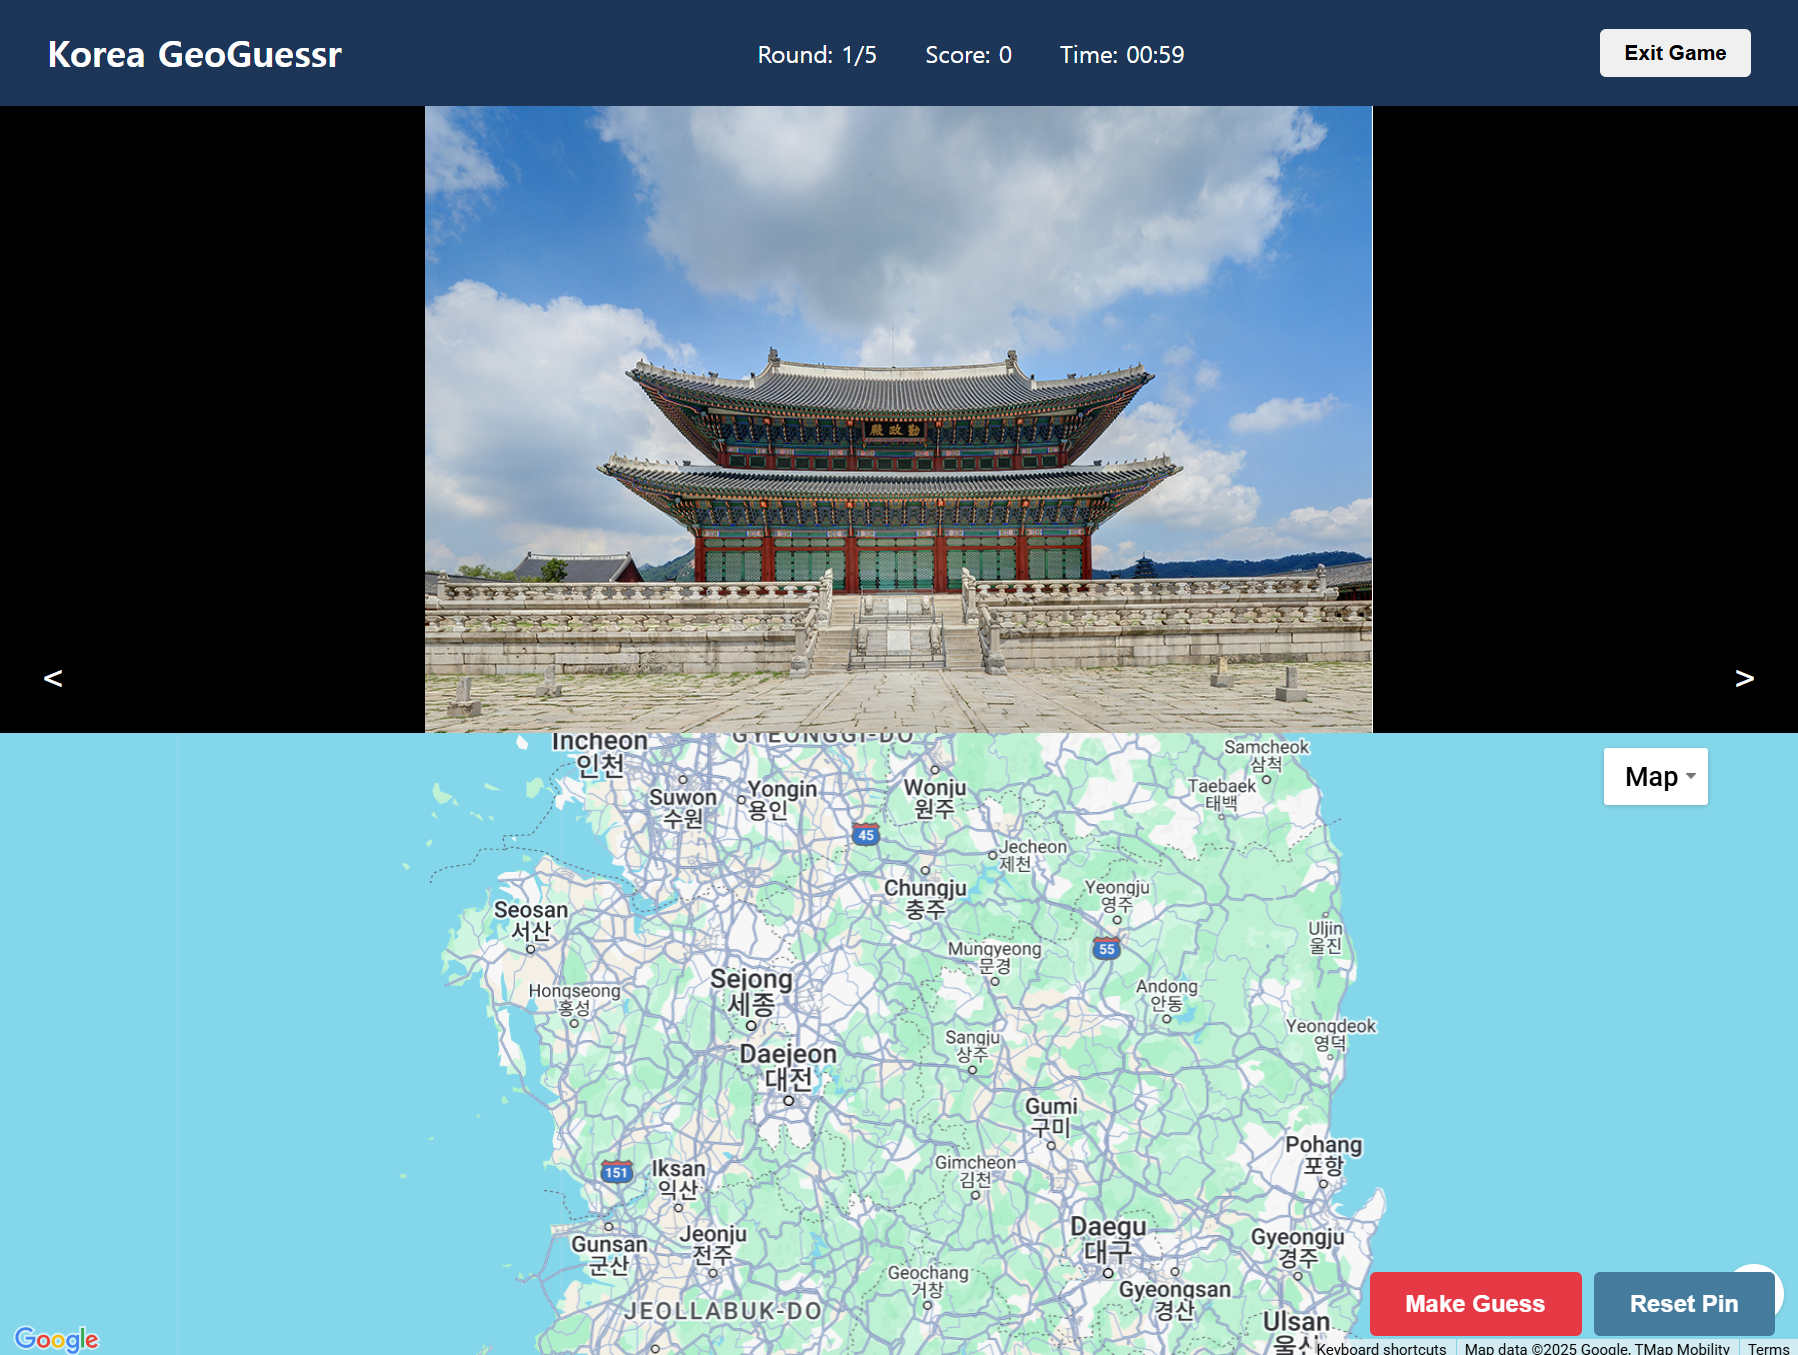 Korea GeoGuessr
Round: 1/5
Score: 0
Time: 00:59
Exit Game
勤政殿
<
>
GYEONGGI-DO
Incheon
인천
Samcheok
삼척
Map
Suwon
수원
Yongin
용인
Wonju
원주
Taebaek
태백
45
Jecheon
제천
Chungju
충주
Yeongju
영주
Seosan
서산
Uljin
울진
Mungyeong
문경
55
Sejong
세종
Hongseong
홍성
Andong
안동
Sangju
상주
Yeongdeok
영덕
Daejeon
대전
Gumi
구미
Pohang
포항
151
Iksan
익산
Gimcheon
김천
Gunsan
군산
Jeonju
전주
Daegu
대구
Gyeongju
경주
Geochang
거창
Gyeongsan
경산
JEOLLABUK-DO
Ulsan
울산
Make Guess
Reset Pin
Google
Keyboard shortcuts
Map data ©2025 Google, TMap Mobility
Terms